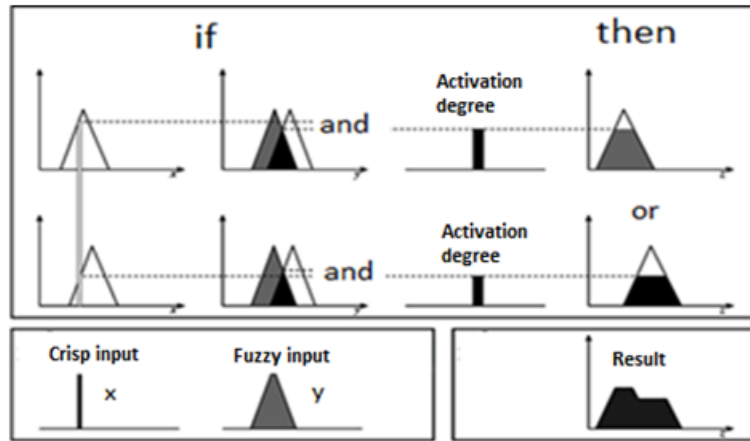 if
then
Activation
degree
and
x
y
z
or
Activation
degree
and
x
y
z
Crisp input
Fuzzy input
Result
x
y
z